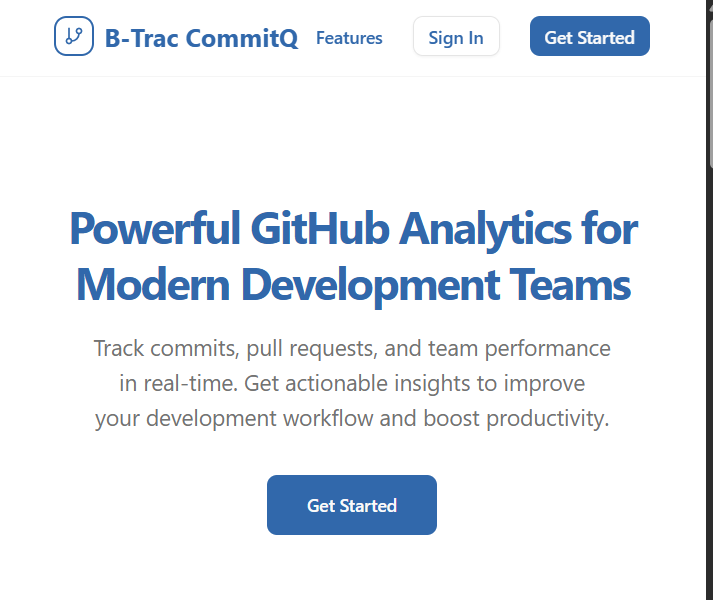 B-Trac CommitQ Features Sign In Get Started
Powerful GitHub Analytics for
Modern Development Teams
Track commits, pull requests, and team performance
in real-time. Get actionable insights to improve
your development workflow and boost productivity.
Get Started